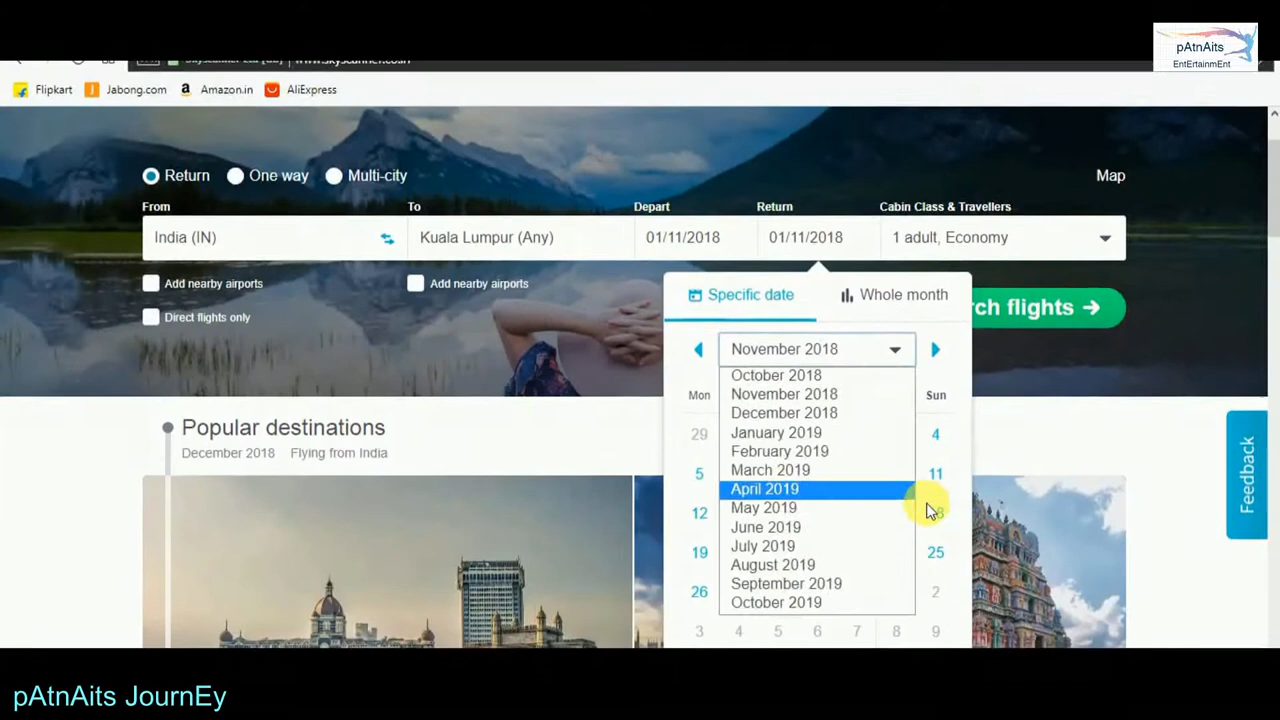 pAtnAits
EntErtainmEnt
www.skyscanner.co.in
Flipkart
Jabong.com
Amazon.in
AliExpress
Return
One way
Multi-city
Map
From
To
Depart
Return
Cabin Class & Travellers
India (IN)
Kuala Lumpur (Any)
01/11/2018
01/11/2018
1 adult, Economy
Add nearby airports
Add nearby airports
Direct flights only
Specific date
Whole month
ch flights
November 2018
October 2018
November 2018
December 2018
January 2019
February 2019
March 2019
April 2019
May 2019
June 2019
July 2019
August 2019
September 2019
October 2019
Mon
Sun
29
4
5
11
12
18
19
25
26
2
3 4 5 6 7 8 9
Popular destinations
December 2018 Flying from India
Feedback
pAtnAits JournEy